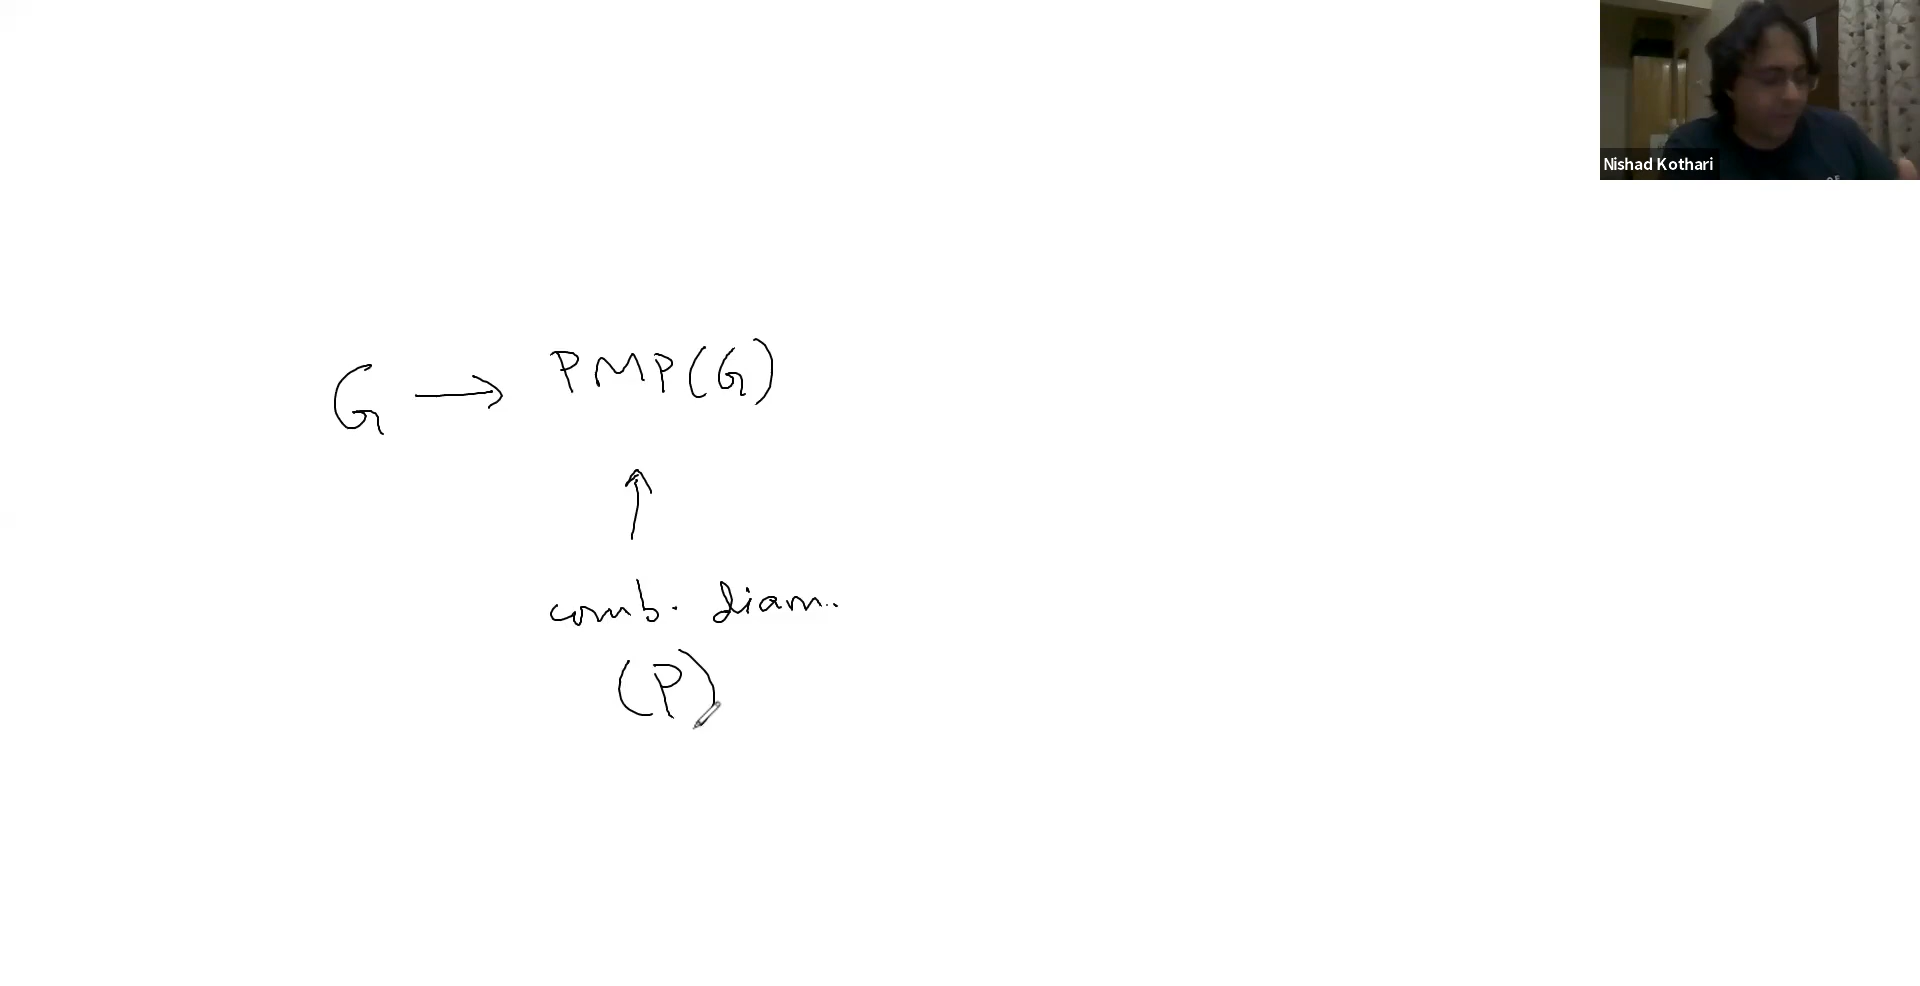 Nishad Kothari
G → PMP(G)
↑
comb. diam.
(P)